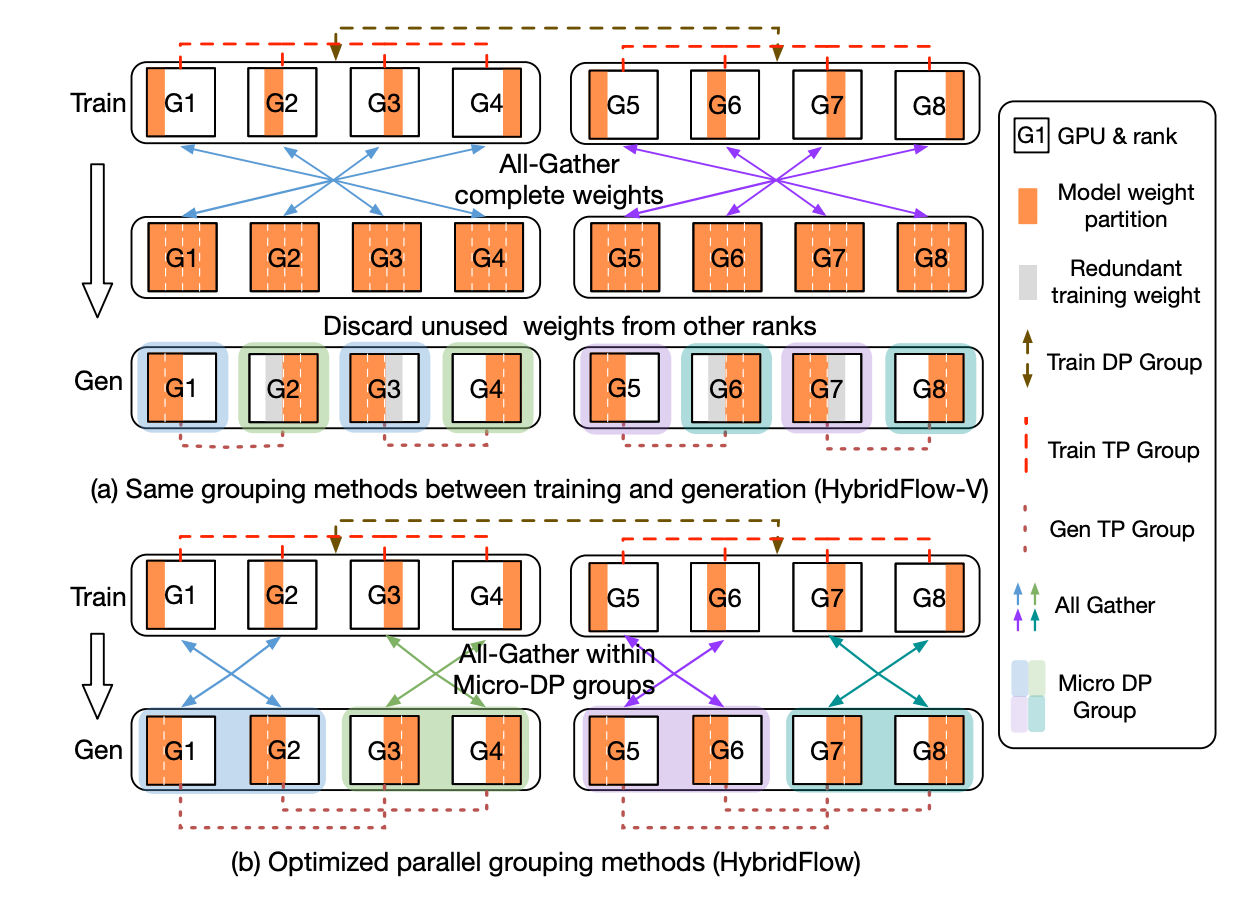 Train
G1
G2
G3
G4
G5
G6
G7
G8
All-Gather
complete weights
G1
G2
G3
G4
G5
G6
G7
G8
Discard unused weights from other ranks
Gen
G1
G2
G3
G4
G5
G6
G7
G8
(a) Same grouping methods between training and generation (HybridFlow-V)
Train
G1
G2
G3
G4
G5
G6
G7
G8
All-Gather within
Micro-DP groups
Gen
G1
G2
G3
G4
G5
G6
G7
G8
(b) Optimized parallel grouping methods (HybridFlow)
G1
GPU & rank
Model weight
partition
Redundant
training weight
Train DP Group
Train TP Group
Gen TP Group
All Gather
Micro DP
Group